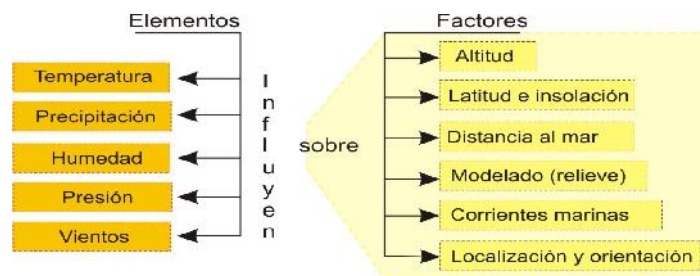 Elementos
Temperatura
Precipitación
Humedad
Presión
Vientos
Influyen
sobre
Factores
Altitud
Latitud e insolación
Distancia al mar
Modelado (relieve)
Corrientes marinas
Localización y orientación